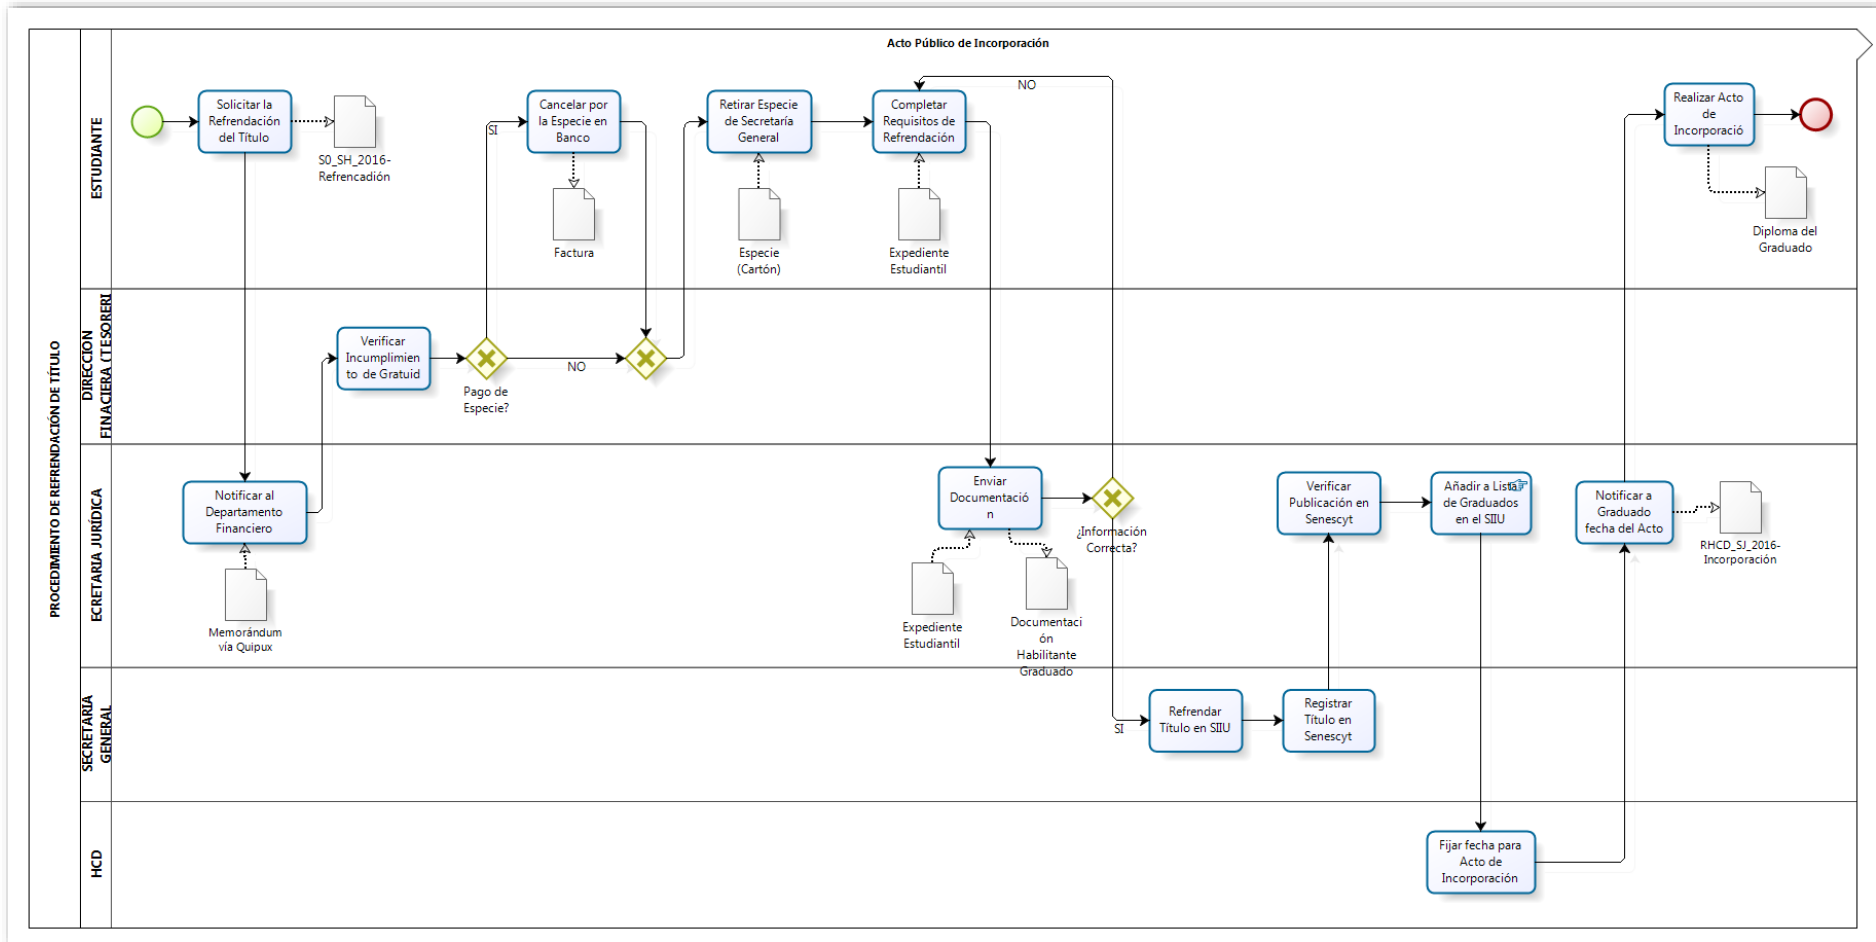 Acto Público de Incorporación
PROCEDIMIENTO DE REFRENDACIÓN DE TÍTULO
ESTUDIANTE
Solicitar la
Refrendación
del Título
S0_SH_2016-
Refrencadión
SI
Cancelar por
la Especie en
Banco
Factura
Retirar Especie
de Secretaría
General
Especie
(Cartón)
Completar
Requisitos de
Refrendación
Expediente
Estudiantil
NO
Realizar Acto
de
Incorporació
Diploma del
Graduado
DIRECCION
FINACIERA (TESORERI
Verificar
Incumplimien
to de Gratuid
Pago de
Especie?
NO
ECRETARIA JURÍDICA
Notificar al
Departamento
Financiero
Memorándum
vía Quipux
Enviar
Documentació
n
Expediente
Estudiantil
Documentaci
ón
Habilitante
Graduado
¿Información
Correcta?
Verificar
Publicación en
Senescyt
Añadir a Lista
de Graduados
en el SIIU
Notificar a
Graduado
fecha del Acto
RHCD_SJ_2016-
Incorporación
SECRETARIA
GENERAL
SI
Refrendar
Título en SIIU
Registrar
Título en
Senescyt
HCD
Fijar fecha para
Acto de
Incorporación